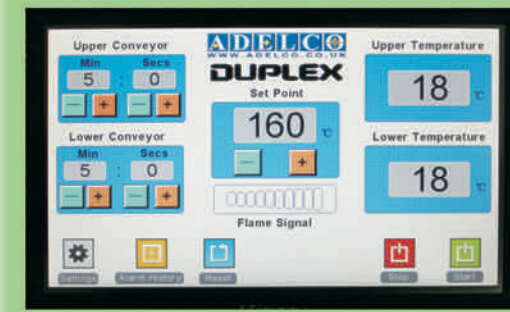 Upper Conveyor
Min Secs
5 : 0
− +
− +
Lower Conveyor
Min Secs
5 : 0
− +
− +
ADELCO
WWW.ADELCO.CO.UK
DUPLEX
Set Point
160 °C
− +
Flame Signal
Upper Temperature
18 °C
Lower Temperature
18 °C
Settings
Alarm History
Reset
Stop
Start